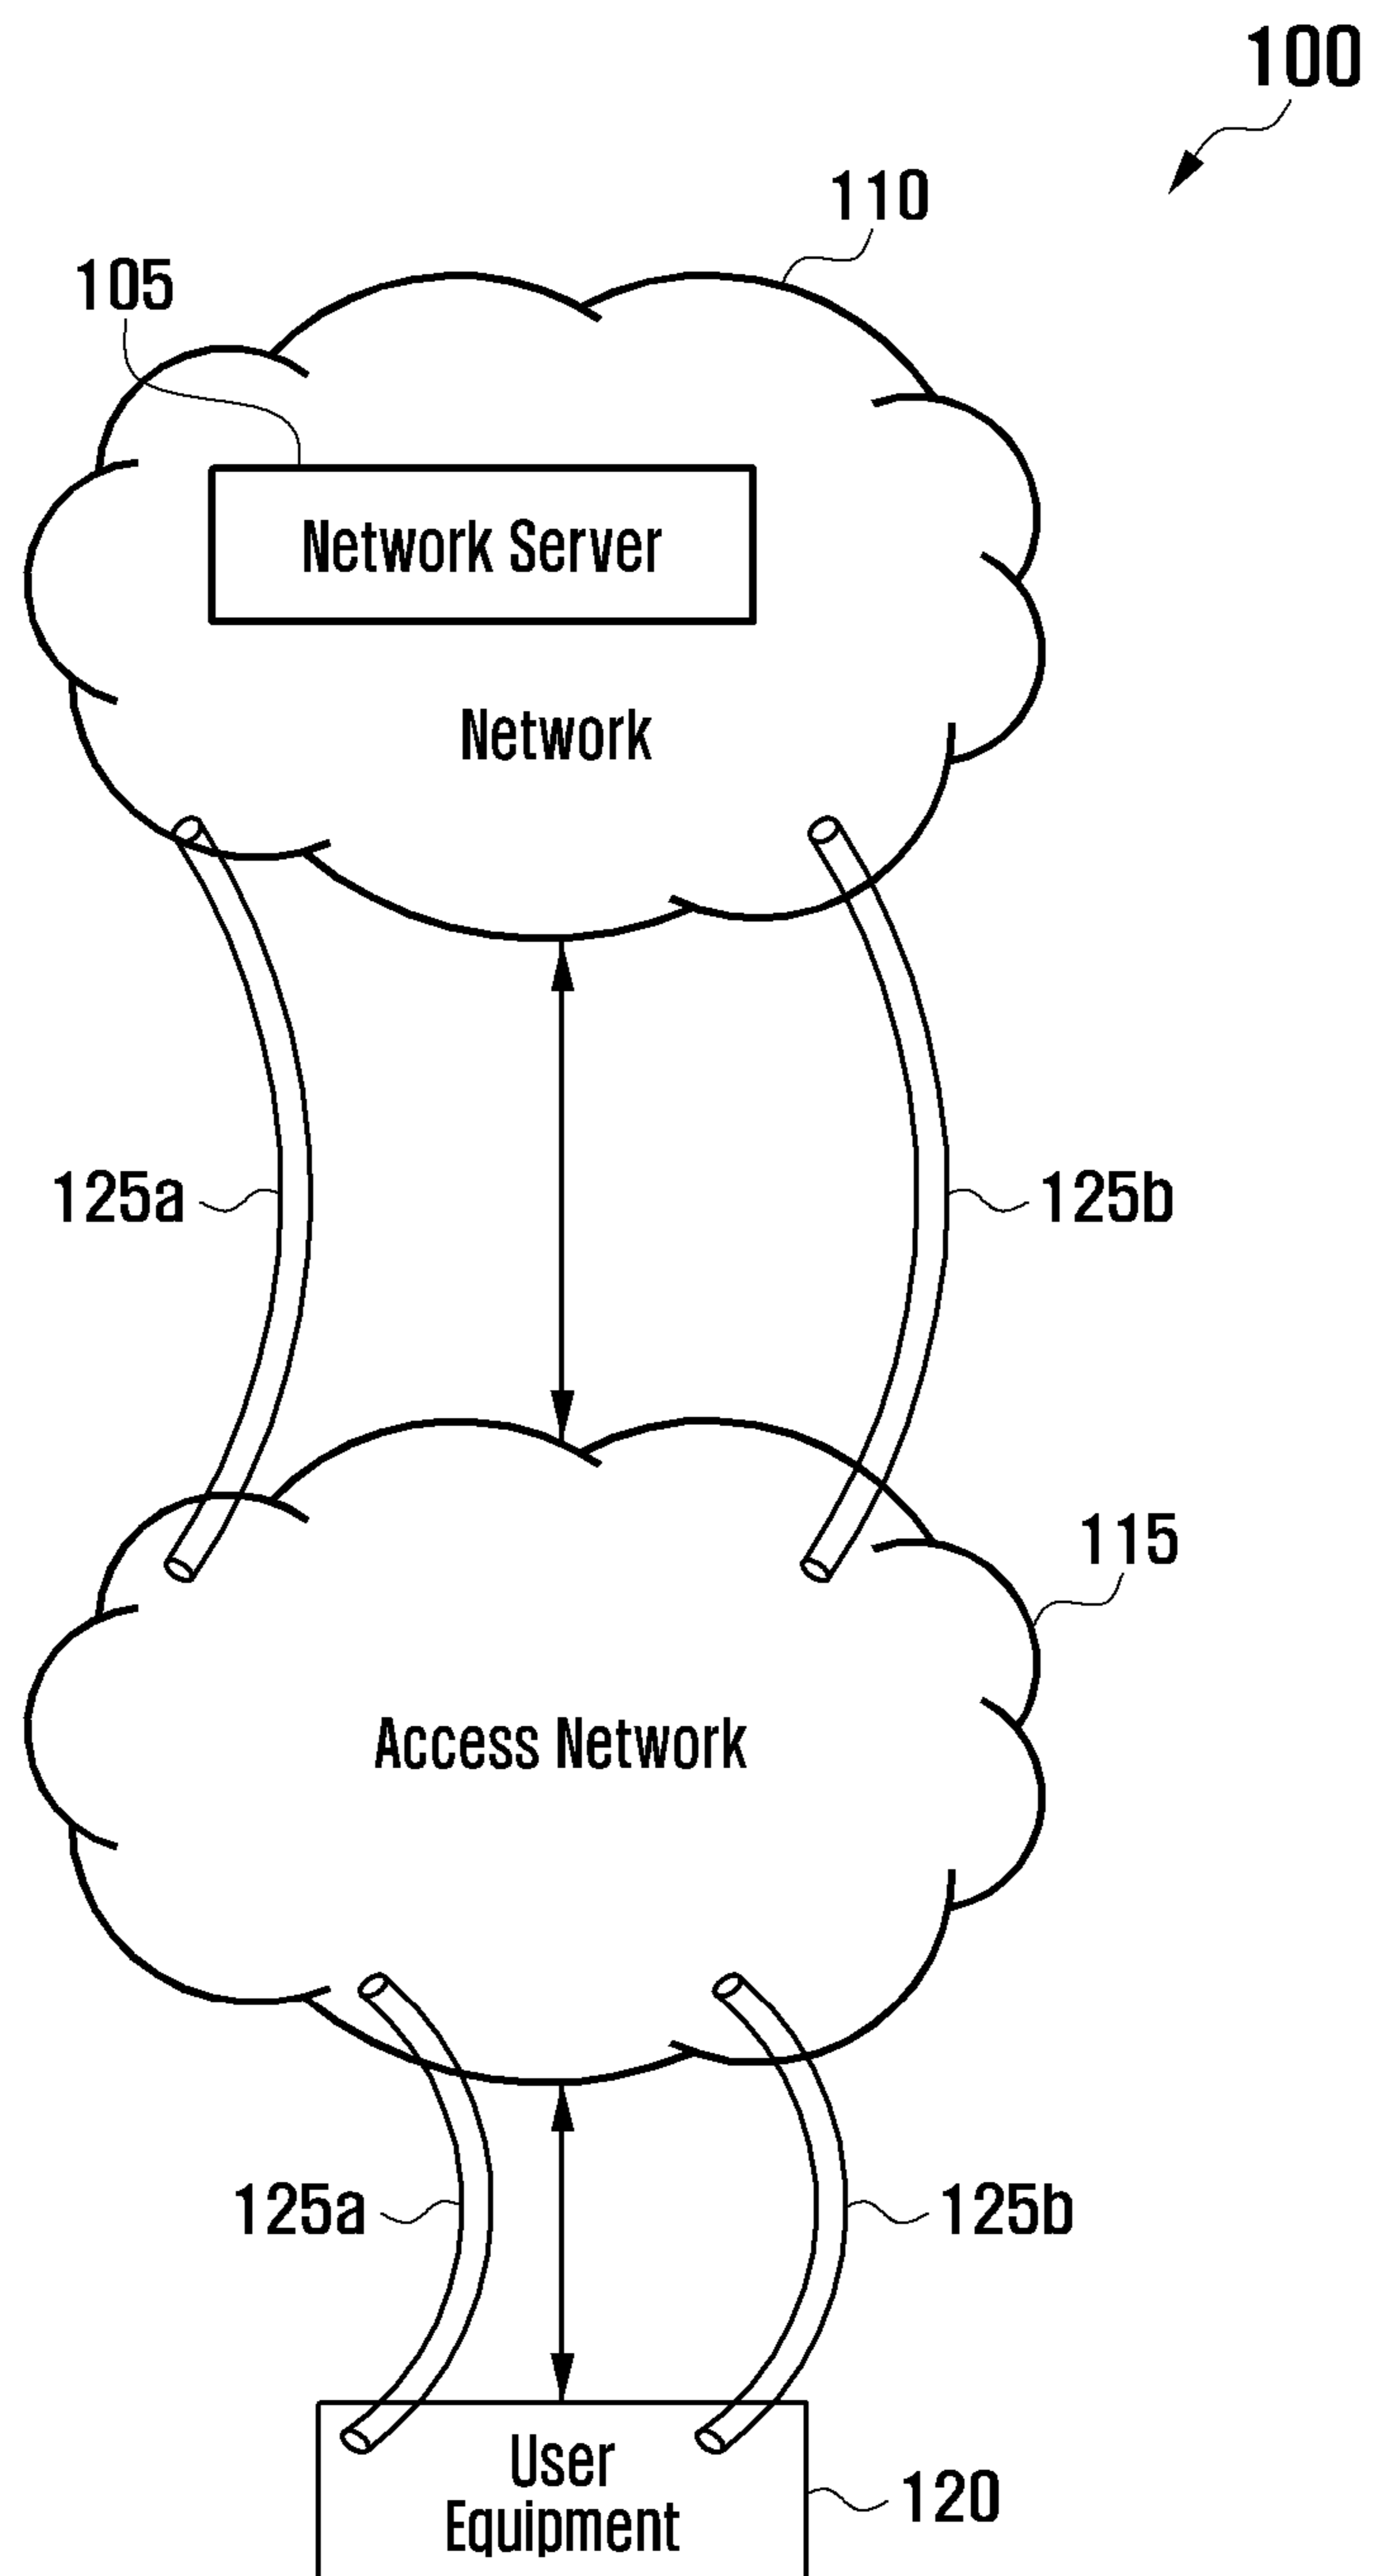 100
110
105
Network Server
Network
125a
125b
115
Access Network
125a
125b
User
Equipment
120